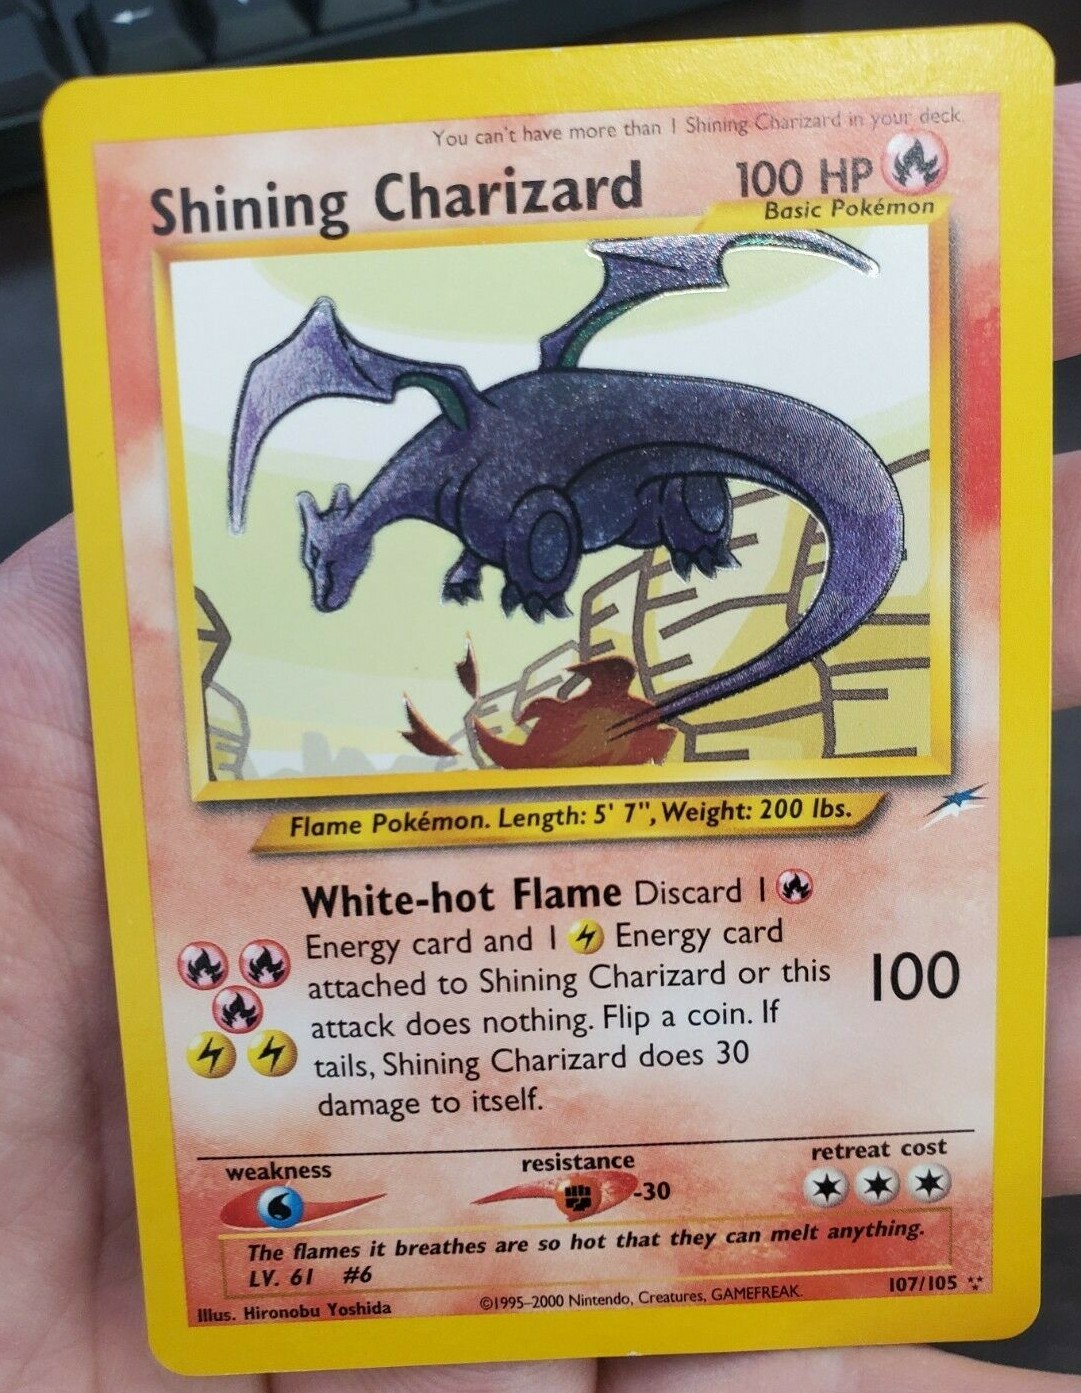 You can't have more than 1 Shining Charizard in your deck.
Shining Charizard 100 HP
Basic Pokémon
Flame Pokémon. Length: 5' 7", Weight: 200 lbs.
White-hot Flame Discard 1
Energy card and 1 Energy card
attached to Shining Charizard or this
attack does nothing. Flip a coin. If
tails, Shining Charizard does 30
damage to itself.
100
weakness resistance retreat cost
-30
The flames it breathes are so hot that they can melt anything.
LV. 61 #6
Illus. Hironobu Yoshida ©1995–2000 Nintendo, Creatures, GAMEFREAK. 107/105